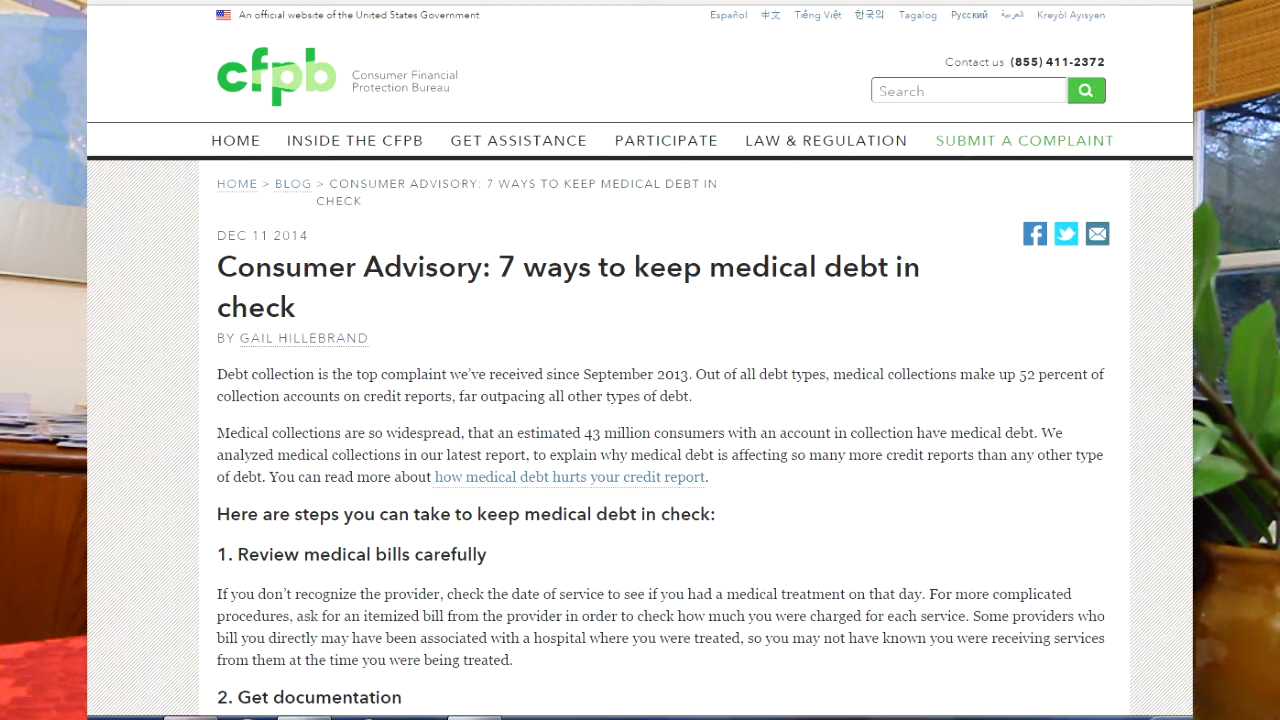 An official website of the United States Government
Español 中文 Tiếng Việt 한국의 Tagalog Русский العربية Kreyòl Ayisyen
cfpb
Consumer Financial
Protection Bureau
Contact us (855) 411-2372
Search
HOME INSIDE THE CFPB GET ASSISTANCE PARTICIPATE LAW & REGULATION SUBMIT A COMPLAINT
HOME > BLOG > CONSUMER ADVISORY: 7 WAYS TO KEEP MEDICAL DEBT IN
CHECK
DEC 11 2014
Consumer Advisory: 7 ways to keep medical debt in
check
BY GAIL HILLEBRAND
Debt collection is the top complaint we've received since September 2013. Out of all debt types, medical collections make up 52 percent of
collection accounts on credit reports, far outpacing all other types of debt.
Medical collections are so widespread, that an estimated 43 million consumers with an account in collection have medical debt. We
analyzed medical collections in our latest report, to explain why medical debt is affecting so many more credit reports than any other type
of debt. You can read more about how medical debt hurts your credit report.
Here are steps you can take to keep medical debt in check:
1. Review medical bills carefully
If you don't recognize the provider, check the date of service to see if you had a medical treatment on that day. For more complicated
procedures, ask for an itemized bill from the provider in order to check how much you were charged for each service. Some providers who
bill you directly may have been associated with a hospital where you were treated, so you may not have known you were receiving services
from them at the time you were being treated.
2. Get documentation